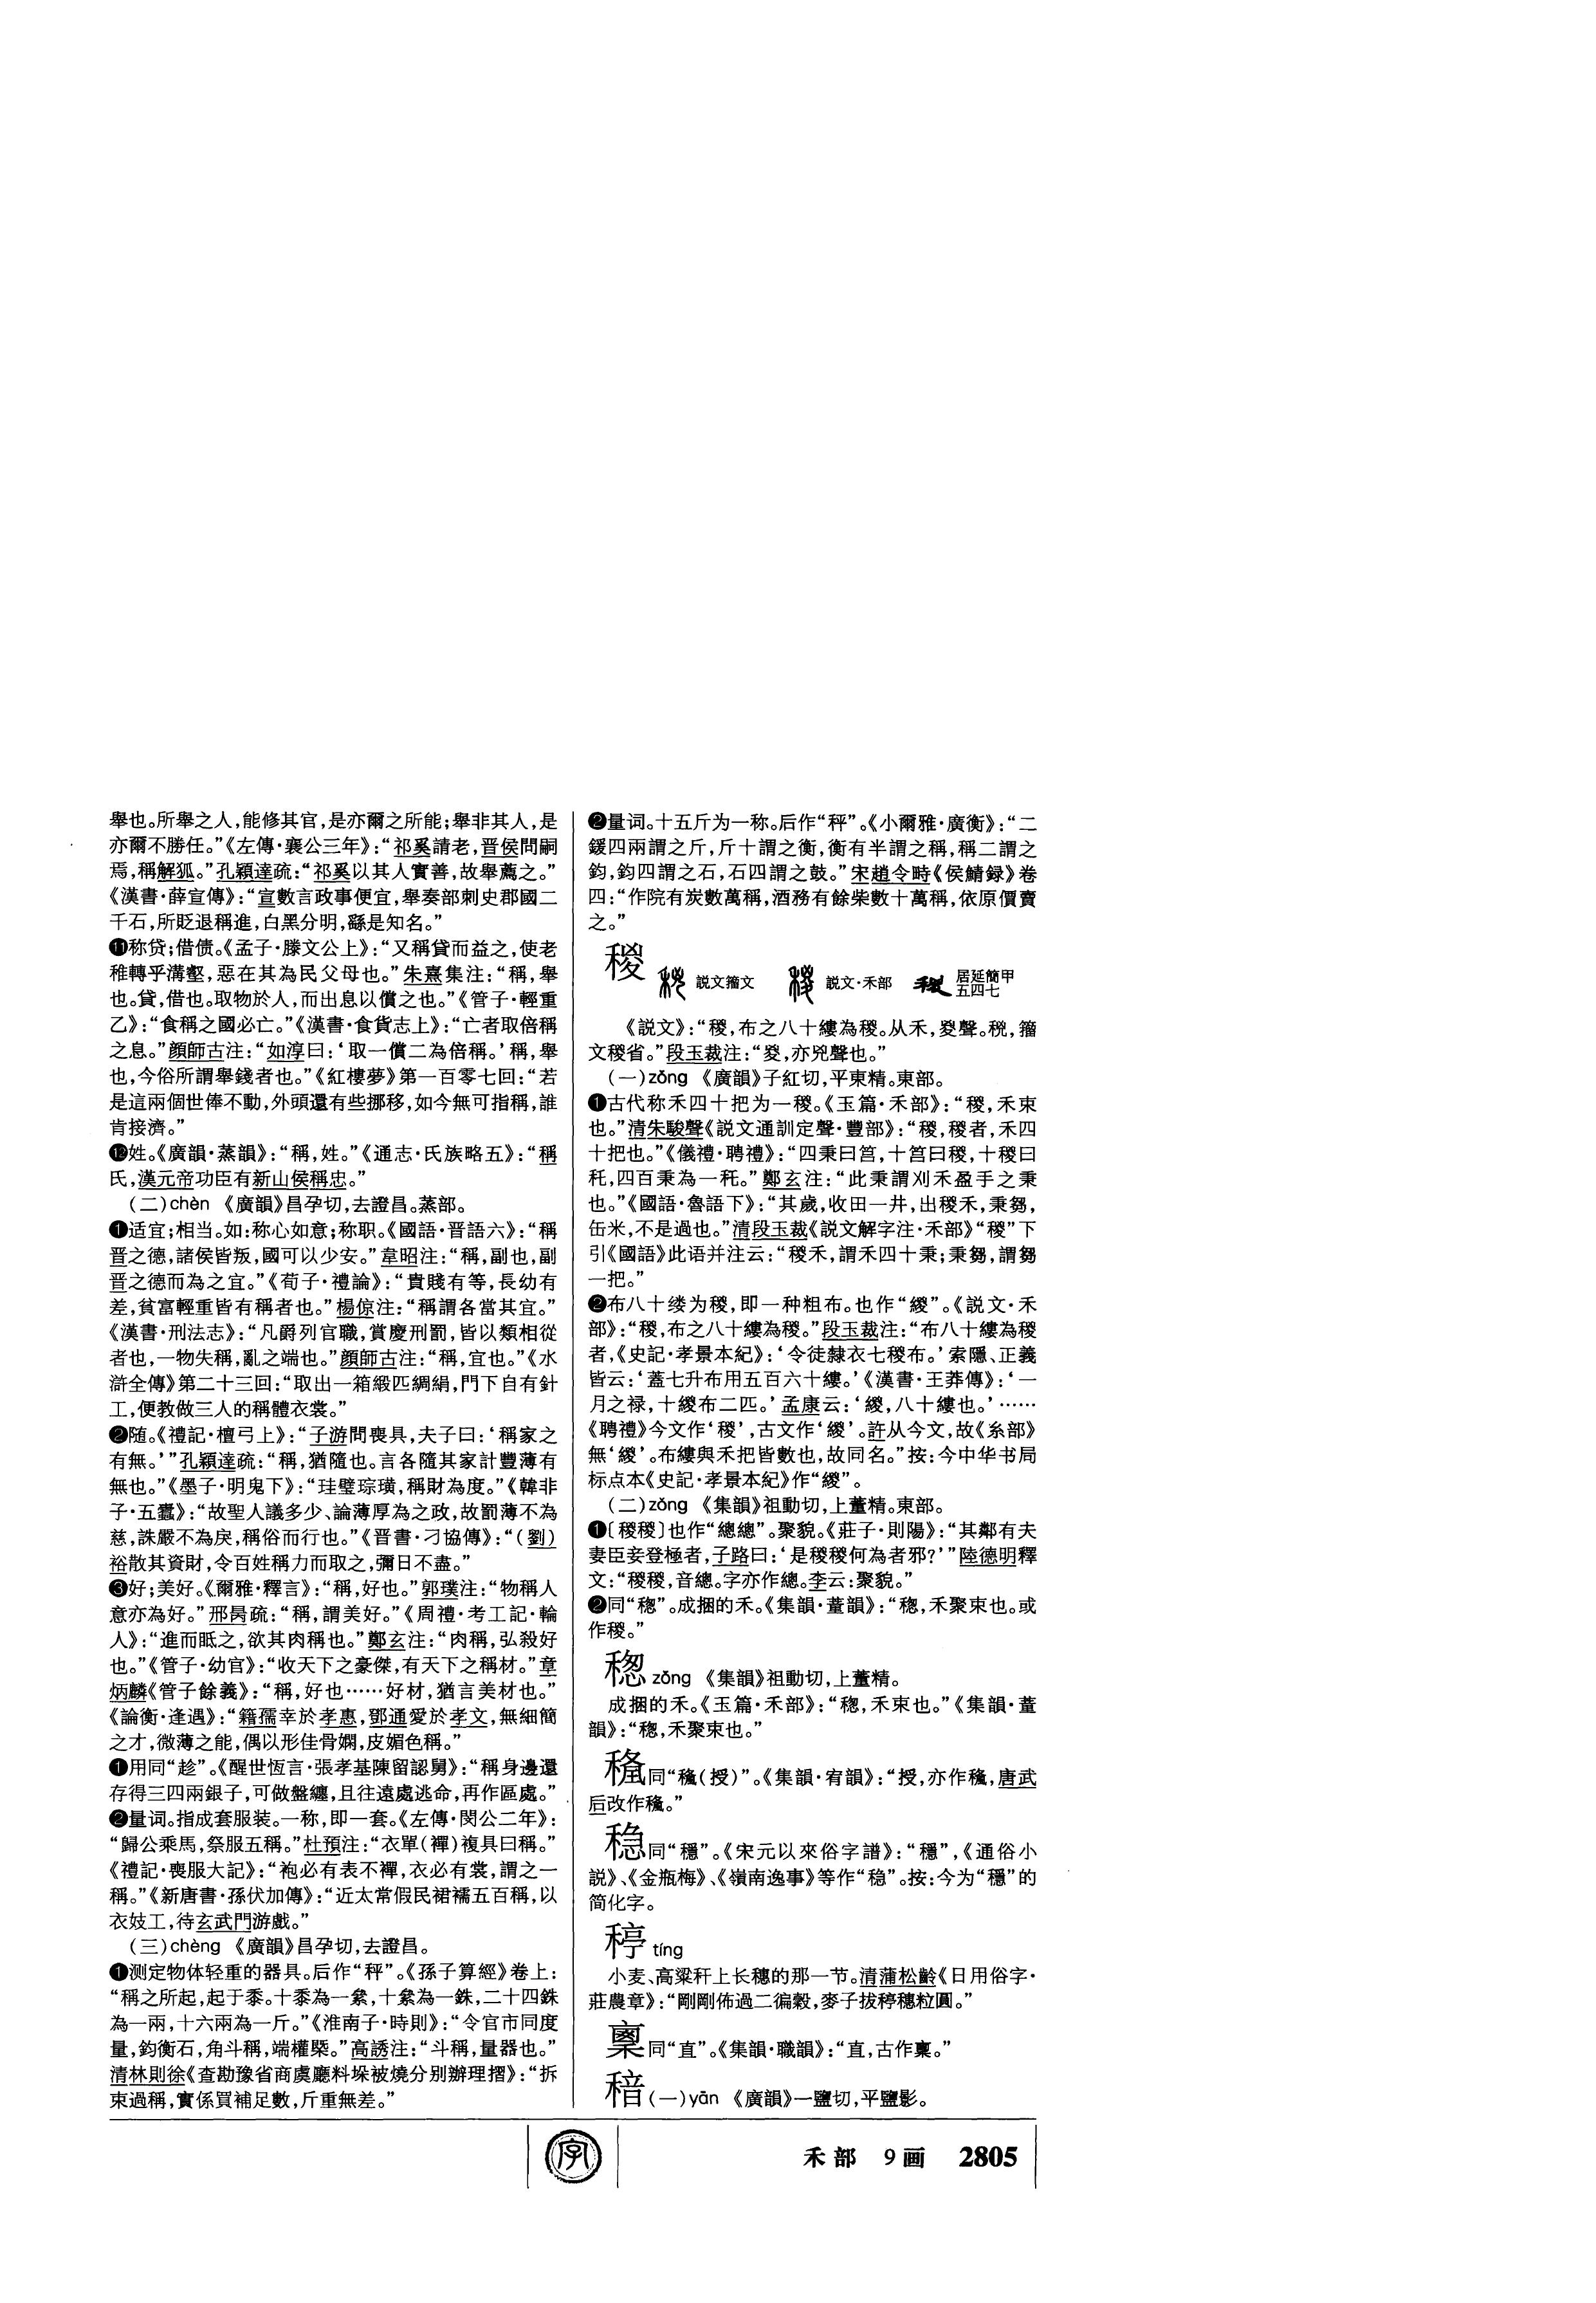 舉也。所舉之人,能修其官,是亦爾之所能;舉非其人,是
亦爾不勝任。”《左傳·襄公三年》:“祁奚請老,晋侯問嗣
焉,稱解狐。”孔穎達疏:“祁奚以其人實善,故舉薦之。”
《漢書·薛宣傳》:“宣數言政事便宜,舉奏部刺史郡國二
千石,所貶退稱進,白黑分明,繇是知名。”
⓫称贷;借债。《孟子·滕文公上》:“又稱貸而益之,使老
稚轉乎溝壑,惡在其為民父母也。”朱熹集注:“稱,舉
也。貸,借也。取物於人,而出息以償之也。”《管子·輕重
乙》:“食稱之國必亡。”《漢書·食貨志上》:“亡者取倍稱
之息。”顔師古注:“如淳曰:‘取一償二為倍稱。’稱,舉
也,今俗所謂舉錢者也。”《紅樓夢》第一百零七回:“若
是這兩個世俸不動,外頭還有些挪移,如今無可指稱,誰
肯接濟。”
⓬姓。《廣韻·蒸韻》:“稱,姓。”《通志·氏族略五》:“稱
氏,漢元帝功臣有新山侯稱忠。”
(二)chèn 《廣韻》昌孕切,去證昌。蒸部。
❶适宜;相当。如:称心如意;称职。《國語·晋語六》:“稱
晋之德,諸侯皆叛,國可以少安。”韋昭注:“稱,副也,副
晋之德而為之宜。”《荀子·禮論》:“貴賤有等,長幼有
差,貧富輕重皆有稱者也。”楊倞注:“稱謂各當其宜。”
《漢書·刑法志》:“凡爵列官職,賞慶刑罰,皆以類相從
者也,一物失稱,亂之端也。”顔師古注:“稱,宜也。”《水
滸全傳》第二十三回:“取出一箱緞匹綢絹,門下自有針
工,便教做三人的稱體衣裳。”
❷随。《禮記·檀弓上》:“子游問喪具,夫子曰:‘稱家之
有無。’”孔穎達疏:“稱,猶隨也。言各隨其家計豐薄有
無也。”《墨子·明鬼下》:“珪璧琮璜,稱財為度。”《韓非
子·五蠹》:“故聖人議多少、論薄厚為之政,故罰薄不為
慈,誅嚴不為戾,稱俗而行也。”《晋書·刁協傳》:“(劉)
裕散其資財,令百姓稱力而取之,彌日不盡。”
❸好;美好。《爾雅·釋言》:“稱,好也。”郭璞注:“物稱人
意亦為好。”邢昺疏:“稱,謂美好。”《周禮·考工記·輪
人》:“進而眡之,欲其肉稱也。”鄭玄注:“肉稱,弘殺好
也。”《管子·幼官》:“收天下之豪傑,有天下之稱材。”章
炳麟《管子餘義》:“稱,好也……好材,猶言美材也。”
《論衡·逢遇》:“籍孺幸於孝惠,鄧通愛於孝文,無細簡
之才,微薄之能,偶以形佳骨嫻,皮媚色稱。”
❶用同“趁”。《醒世恆言·張孝基陳留認舅》:“稱身邊還
存得三四兩銀子,可做盤纏,且往遠處逃命,再作區處。”
❷量词。指成套服装。一称,即一套。《左傳·閔公二年》:
“歸公乘馬,祭服五稱。”杜預注:“衣單(襌)複具曰稱。”
《禮記·喪服大記》:“袍必有表不襌,衣必有裳,謂之一
稱。”《新唐書·孫伏加傳》:“近太常假民裙襦五百稱,以
衣妓工,待玄武門游戲。”
(三)chèng 《廣韻》昌孕切,去證昌。
❶测定物体轻重的器具。后作“秤”。《孫子算經》卷上:
“稱之所起,起于黍。十黍為一絫,十絫為一銖,二十四銖
為一兩,十六兩為一斤。”《淮南子·時則》:“令官市同度
量,鈞衡石,角斗稱,端權槩。”高誘注:“斗稱,量器也。”
清林則徐《查勘豫省商虞廳料垜被燒分别辦理摺》:“拆
束過稱,實係買補足數,斤重無差。”
❷量词。十五斤为一称。后作“秤”。《小爾雅·廣衡》:“二
鍰四兩謂之斤,斤十謂之衡,衡有半謂之稱,稱二謂之
鈞,鈞四謂之石,石四謂之鼓。”宋趙令畤《侯鯖録》卷
四:“作院有炭數萬稱,酒務有餘柴數十萬稱,依原價賣
之。”
稯 説文籀文 説文·禾部 居延簡甲五四七
《説文》:“稯,布之八十縷為稯。从禾,㚇聲。䅆,籀
文稯省。”段玉裁注:“㚇,亦兇聲也。”
(一)zōng 《廣韻》子紅切,平東精。東部。
❶古代称禾四十把为一稯。《玉篇·禾部》:“稯,禾束
也。”清朱駿聲《説文通訓定聲·豐部》:“稯,稯者,禾四
十把也。”《儀禮·聘禮》:“四秉曰筥,十筥曰稯,十稯曰
秅,四百秉為一秅。”鄭玄注:“此秉謂刈禾盈手之秉
也。”《國語·魯語下》:“其歲,收田一井,出稯禾,秉芻,
缶米,不是過也。”清段玉裁《説文解字注·禾部》“稯”下
引《國語》此语并注云:“稯禾,謂禾四十秉;秉芻,謂芻
一把。”
❷布八十缕为稯,即一种粗布。也作“緵”。《説文·禾
部》:“稯,布之八十縷為稯。”段玉裁注:“布八十縷為稯
者,《史記·孝景本紀》:‘令徒隸衣七稯布。’索隱、正義
皆云:‘蓋七升布用五百六十縷。’《漢書·王莽傳》:‘一
月之禄,十緵布二匹。’孟康云:‘緵,八十縷也。’……
《聘禮》今文作‘稯’,古文作‘緵’。許从今文,故《糸部》
無‘緵’。布縷與禾把皆數也,故同名。”按:今中华书局
标点本《史記·孝景本紀》作“緵”。
(二)zǒng 《集韻》祖動切,上董精。東部。
❶〔稯稯〕也作“總總”。聚貌。《莊子·則陽》:“其鄰有夫
妻臣妾登極者,子路曰:‘是稯稯何為者邪?’”陸德明釋
文:“稯稯,音總。字亦作總。李云:聚貌。”
❷同“稯”。成捆的禾。《集韻·董韻》:“䅡,禾聚束也。或
作稯。”
䅡 zǒng 《集韻》祖動切,上董精。
成捆的禾。《玉篇·禾部》:“䅡,禾束也。”《集韻·董
韻》:“䅡,禾聚束也。”
同“穐(授)”。《集韻·宥韻》:“授,亦作,唐武
后改作。”
稳同“穩”。《宋元以來俗字譜》:“穩”,《通俗小
説》、《金瓶梅》、《嶺南逸事》等作“稳”。按:今为“穩”的
简化字。
䅍 tíng
小麦、高粱秆上长穗的那一节。清蒲松齡《日用俗字·
莊農章》:“剛剛佈過二徧穀,麥子拔䅍穗粒圓。”
稟同“直”。《集韻·職韻》:“直,古作稟。”
䅧(一)yān 《廣韻》一鹽切,平鹽影。
字
禾部 9画 2805